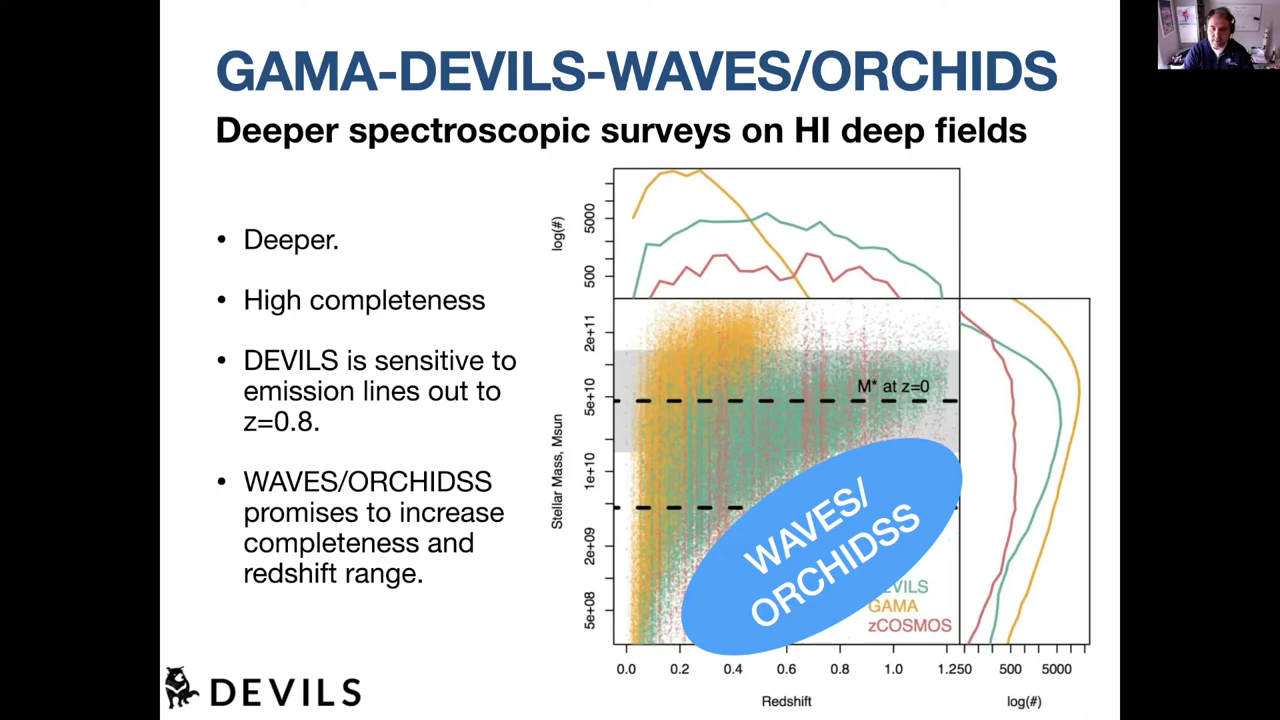 GAMA-DEVILS-WAVES/ORCHIDS
Deeper spectroscopic surveys on HI deep fields
• Deeper.
• High completeness
• DEVILS is sensitive to
emission lines out to
z=0.8.
• WAVES/ORCHIDSS
promises to increase
completeness and
redshift range.
log(#)
5000
500
Stellar Mass, Msun
2e+11
5e+10
1e+10
2e+09
5e+08
M* at z=0
WAVES/
ORCHIDSS
EVILS
GAMA
zCOSMOS
0.0 0.2 0.4 0.6 0.8 1.0 1.250 500 5000
Redshift
log(#)
DEVILS